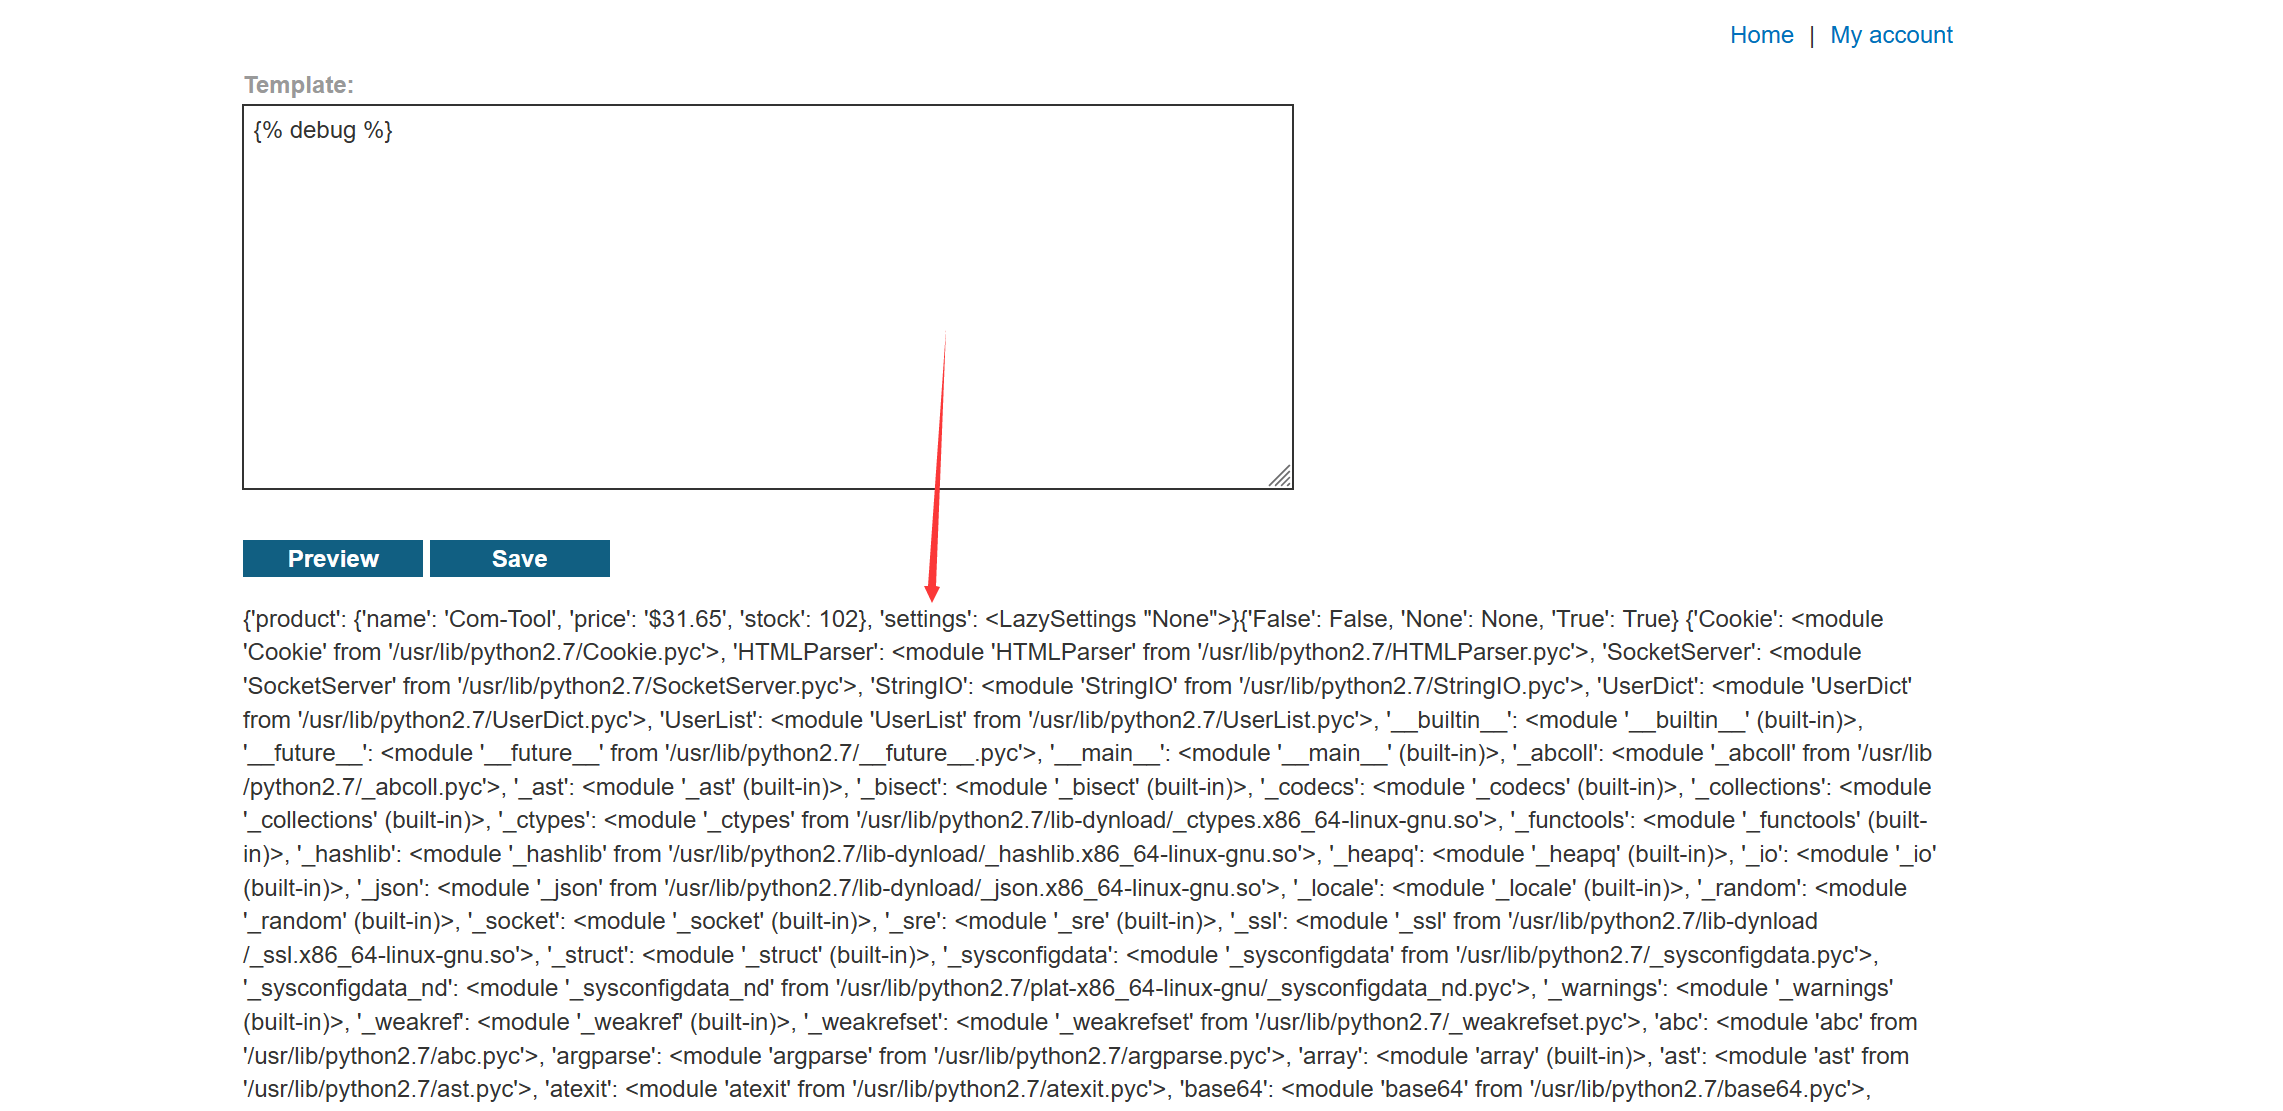 Home | My account
Template:
{% debug %}
Preview Save
{'product': {'name': 'Com-Tool', 'price': '$31.65', 'stock': 102}, 'settings': <LazySettings "None">}{'False': False, 'None': None, 'True': True} {'Cookie': <module
'Cookie' from '/usr/lib/python2.7/Cookie.pyc'>, 'HTMLParser': <module 'HTMLParser' from '/usr/lib/python2.7/HTMLParser.pyc'>, 'SocketServer': <module
'SocketServer' from '/usr/lib/python2.7/SocketServer.pyc'>, 'StringIO': <module 'StringIO' from '/usr/lib/python2.7/StringIO.pyc'>, 'UserDict': <module 'UserDict'
from '/usr/lib/python2.7/UserDict.pyc'>, 'UserList': <module 'UserList' from '/usr/lib/python2.7/UserList.pyc'>, '__builtin__': <module '__builtin__' (built-in)>,
'__future__': <module '__future__' from '/usr/lib/python2.7/__future__.pyc'>, '__main__': <module '__main__' (built-in)>, '_abcoll': <module '_abcoll' from '/usr/lib
/python2.7/_abcoll.pyc'>, '_ast': <module '_ast' (built-in)>, '_bisect': <module '_bisect' (built-in)>, '_codecs': <module '_codecs' (built-in)>, '_collections': <module
'_collections' (built-in)>, '_ctypes': <module '_ctypes' from '/usr/lib/python2.7/lib-dynload/_ctypes.x86_64-linux-gnu.so'>, '_functools': <module '_functools' (built-
in)>, '_hashlib': <module '_hashlib' from '/usr/lib/python2.7/lib-dynload/_hashlib.x86_64-linux-gnu.so'>, '_heapq': <module '_heapq' (built-in)>, '_io': <module '_io'
(built-in)>, '_json': <module '_json' from '/usr/lib/python2.7/lib-dynload/_json.x86_64-linux-gnu.so'>, '_locale': <module '_locale' (built-in)>, '_random': <module
'_random' (built-in)>, '_socket': <module '_socket' (built-in)>, '_sre': <module '_sre' (built-in)>, '_ssl': <module '_ssl' from '/usr/lib/python2.7/lib-dynload
/_ssl.x86_64-linux-gnu.so'>, '_struct': <module '_struct' (built-in)>, '_sysconfigdata': <module '_sysconfigdata' from '/usr/lib/python2.7/_sysconfigdata.pyc'>,
'_sysconfigdata_nd': <module '_sysconfigdata_nd' from '/usr/lib/python2.7/plat-x86_64-linux-gnu/_sysconfigdata_nd.pyc'>, '_warnings': <module '_warnings'
(built-in)>, '_weakref': <module '_weakref' (built-in)>, '_weakrefset': <module '_weakrefset' from '/usr/lib/python2.7/_weakrefset.pyc'>, 'abc': <module 'abc' from
'/usr/lib/python2.7/abc.pyc'>, 'argparse': <module 'argparse' from '/usr/lib/python2.7/argparse.pyc'>, 'array': <module 'array' (built-in)>, 'ast': <module 'ast' from
'/usr/lib/python2.7/ast.pyc'>, 'atexit': <module 'atexit' from '/usr/lib/python2.7/atexit.pyc'>, 'base64': <module 'base64' from '/usr/lib/python2.7/base64.pyc'>,